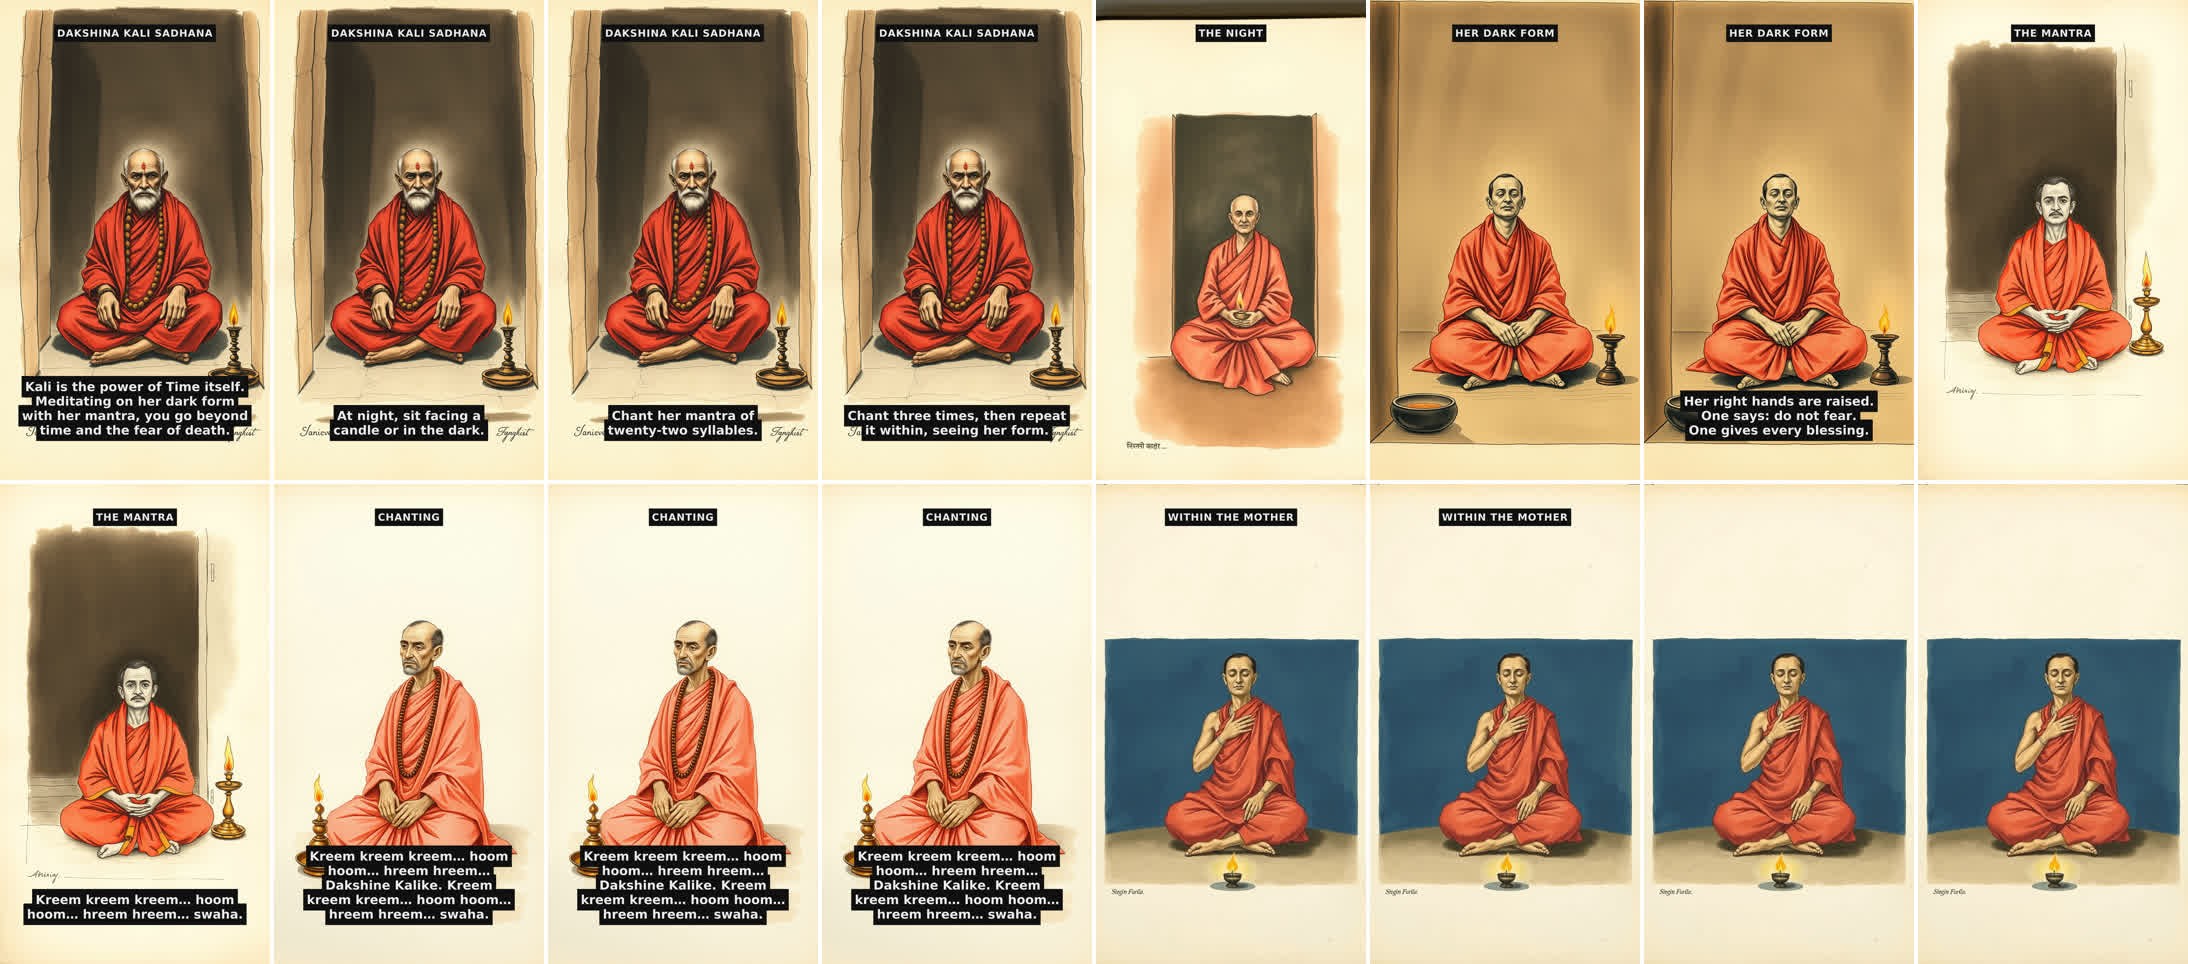 DAKSHINA KALI SADHANA
Kali is the power of Time itself.
Meditating on her dark form
with her mantra, you go beyond
time and the fear of death.
DAKSHINA KALI SADHANA
At night, sit facing a
candle or in the dark.
DAKSHINA KALI SADHANA
Chant her mantra of
twenty-two syllables.
DAKSHINA KALI SADHANA
Chant three times, then repeat
it within, seeing her form.
THE NIGHT
HER DARK FORM
HER DARK FORM
Her right hands are raised.
One says: do not fear.
One gives every blessing.
THE MANTRA
THE MANTRA
Kreem kreem kreem... hoom
hoom... hreem hreem... swaha.
CHANTING
Kreem kreem kreem... hoom
hoom... hreem hreem...
Dakshine Kalike. Kreem
kreem kreem... hoom hoom...
hreem hreem... swaha.
CHANTING
Kreem kreem kreem... hoom
hoom... hreem hreem...
Dakshine Kalike. Kreem
kreem kreem... hoom hoom...
hreem hreem... swaha.
CHANTING
Kreem kreem kreem... hoom
hoom... hreem hreem...
Dakshine Kalike. Kreem
kreem kreem... hoom hoom...
hreem hreem... swaha.
WITHIN THE MOTHER
WITHIN THE MOTHER